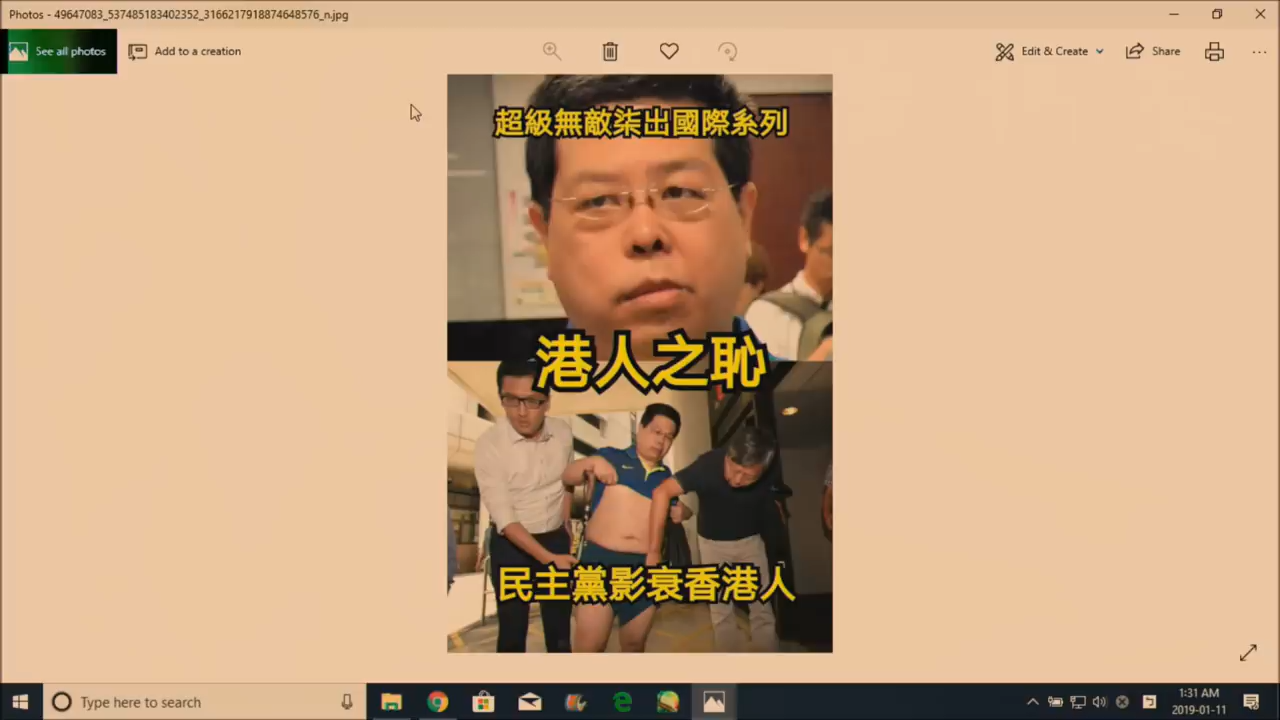 Photos - 49647083_537485183402352_3166217918874648576_n.jpg
See all photos
Add to a creation
Edit & Create
Share
超級無敵柒出國際系列
港人之恥
民主黨影衰香港人
Type here to search
1:31 AM
2019-01-11